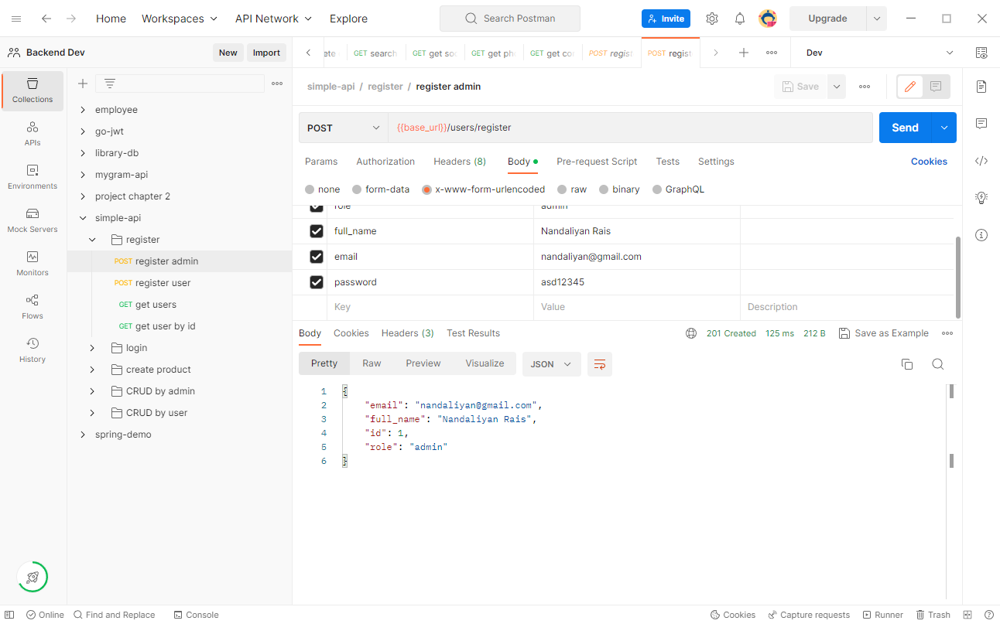 Home Workspaces API Network Explore Search Postman Invite Upgrade
Backend Dev New Import ete GET search GET get soc GET get ph GET get co POST regist POST regist Dev
Collections
APIs
Environments
Mock Servers
Monitors
Flows
History
employee
go-jwt
library-db
mygram-api
project chapter 2
simple-api
register
POST register admin
POST register user
GET get users
GET get user by id
login
create product
CRUD by admin
CRUD by user
spring-demo
simple-api / register / register admin Save
POST {{base_url}}/users/register Send
Params Authorization Headers (8) Body Pre-request Script Tests Settings Cookies
none form-data x-www-form-urlencoded raw binary GraphQL
role admin
full_name Nandaliyan Rais
email nandaliyan@gmail.com
password asd12345
Key Value Description
Body Cookies Headers (3) Test Results 201 Created 125 ms 212 B Save as Example
Pretty Raw Preview Visualize JSON
1 {
2 "email": "nandaliyan@gmail.com",
3 "full_name": "Nandaliyan Rais",
4 "id": 1,
5 "role": "admin"
6 }
Online Find and Replace Console Cookies Capture requests Runner Trash